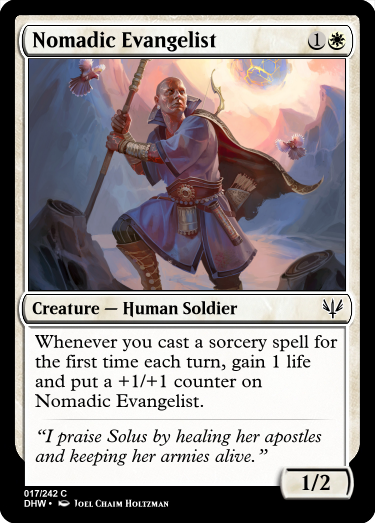 Nomadic Evangelist 1
Creature — Human Soldier
Whenever you cast a sorcery spell for
the first time each turn, gain 1 life
and put a +1/+1 counter on
Nomadic Evangelist.
“I praise Solus by healing her apostles
and keeping her armies alive.”
1/2
017/242 C
DHW • Joel Chaim Holtzman